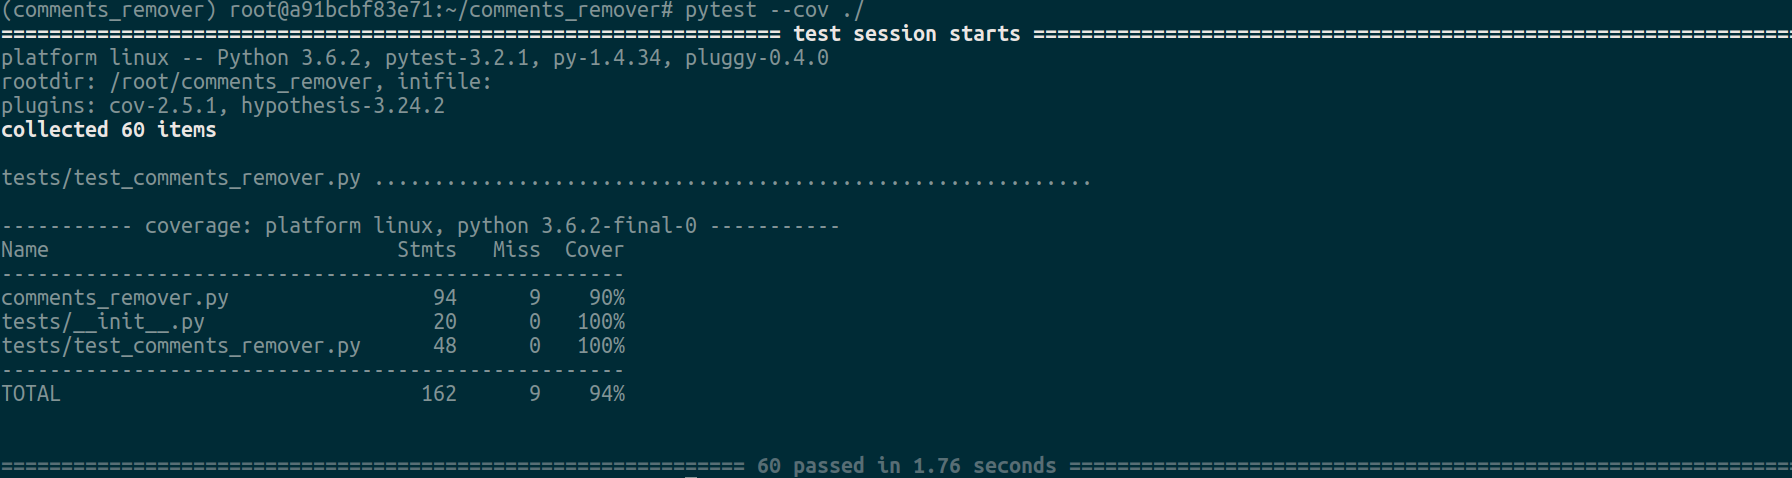 (comments_remover) root@a91bcbf83e71:~/comments_remover# pytest --cov ./
================================================================= test session starts ================================================================
platform linux -- Python 3.6.2, pytest-3.2.1, py-1.4.34, pluggy-0.4.0
rootdir: /root/comments_remover, inifile:
plugins: cov-2.5.1, hypothesis-3.24.2
collected 60 items
tests/test_comments_remover.py ............................................................
----------- coverage: platform linux, python 3.6.2-final-0 -----------
Name                             Stmts   Miss  Cover
----------------------------------------------------
comments_remover.py                 94      9    90%
tests/__init__.py                   20      0   100%
tests/test_comments_remover.py      48      0   100%
----------------------------------------------------
TOTAL                              162      9    94%
============================================================== 60 passed in 1.76 seconds =============================================================